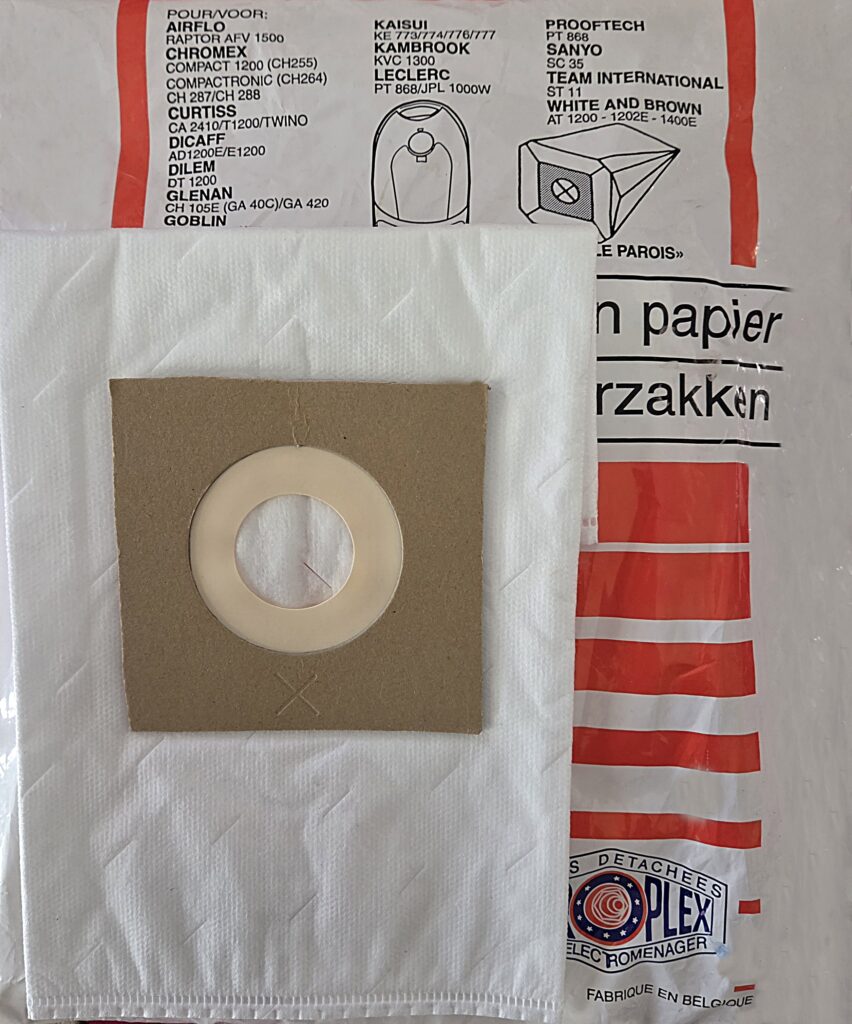 POUR/VOOR:
AIRFLO
RAPTOR AFV 1500
CHROMEX
COMPACT 1200 (CH255)
COMPACTRONIC (CH264)
CH 287/CH 288
CURTISS
CA 2410/T1200/TWINO
DICAFF
AD1200E/E1200
DILEM
DT 1200
GLENAN
CH 105E (GA 40C)/GA 420
GOBLIN
KAISUI
KE 773/774/776/777
KAMBROOK
KVC 1300
LECLERC
PT 868/JPL 1000W
PROOFTECH
PT 868
SANYO
SC 35
TEAM INTERNATIONAL
ST 11
WHITE AND BROWN
AT 1200 - 1202E - 1400E
LE PAROIS»
n papier
rzakken
S DETACHEES
ROPLEX
ELECTROMENAGER
FABRIQUE EN BELGIQUE